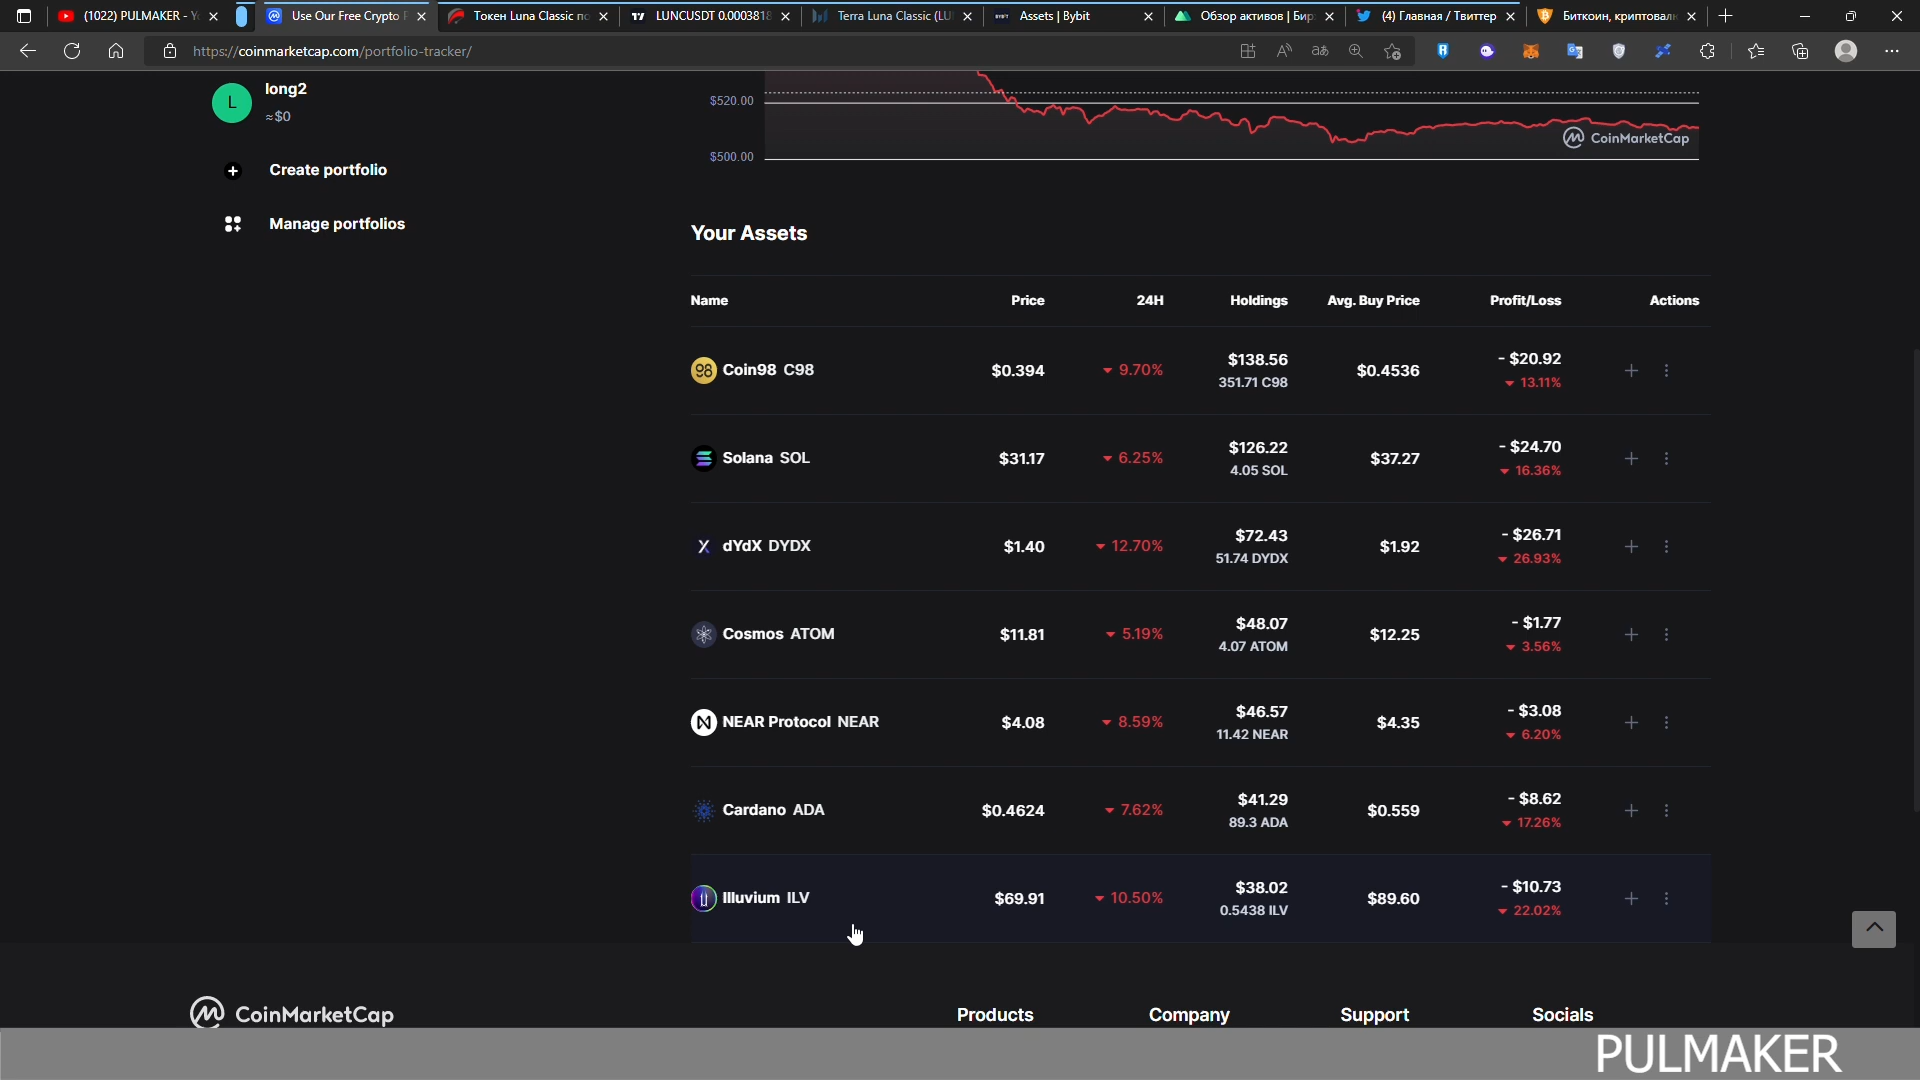 (1022) PULMAKER - Y
Use Our Free Crypto P
Токен Luna Classic по
LUNCUSDT 0.0003818
Terra Luna Classic (LU
Assets | Bybit
Обзор активов | Бир
(4) Главная / Твиттер
Биткоин, криптовал
https://coinmarketcap.com/portfolio-tracker/
L
long2
≈$0
Create portfolio
Manage portfolios
$520.00
$500.00
CoinMarketCap
Your Assets
Name Price 24H Holdings Avg. Buy Price Profit/Loss Actions
Coin98 C98 $0.394 9.70% $138.56 $0.4536 - $20.92
351.71 C98 13.11%
Solana SOL $31.17 6.25% $126.22 $37.27 - $24.70
4.05 SOL 16.36%
dYdX DYDX $1.40 12.70% $72.43 $1.92 - $26.71
51.74 DYDX 26.93%
Cosmos ATOM $11.81 5.19% $48.07 $12.25 - $1.77
4.07 ATOM 3.56%
NEAR Protocol NEAR $4.08 8.59% $46.57 $4.35 - $3.08
11.42 NEAR 6.20%
Cardano ADA $0.4624 7.62% $41.29 $0.559 - $8.62
89.3 ADA 17.26%
Illuvium ILV $69.91 10.50% $38.02 $89.60 - $10.73
0.5438 ILV 22.02%
CoinMarketCap
Products Company Support Socials
PULMAKER